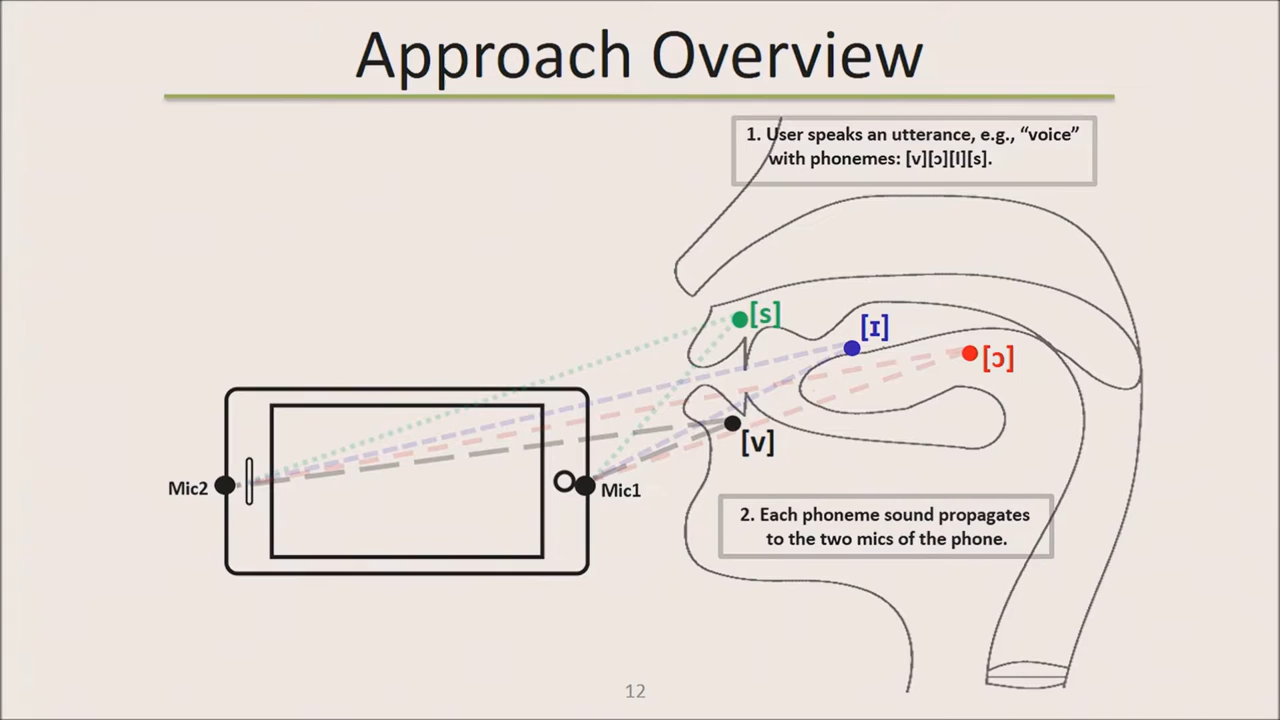 Approach Overview
1. User speaks an utterance, e.g., “voice”
with phonemes: [v][ɔ][I][s].
[s]
[ɪ]
[ɔ]
[v]
Mic2
Mic1
2. Each phoneme sound propagates
to the two mics of the phone.
12